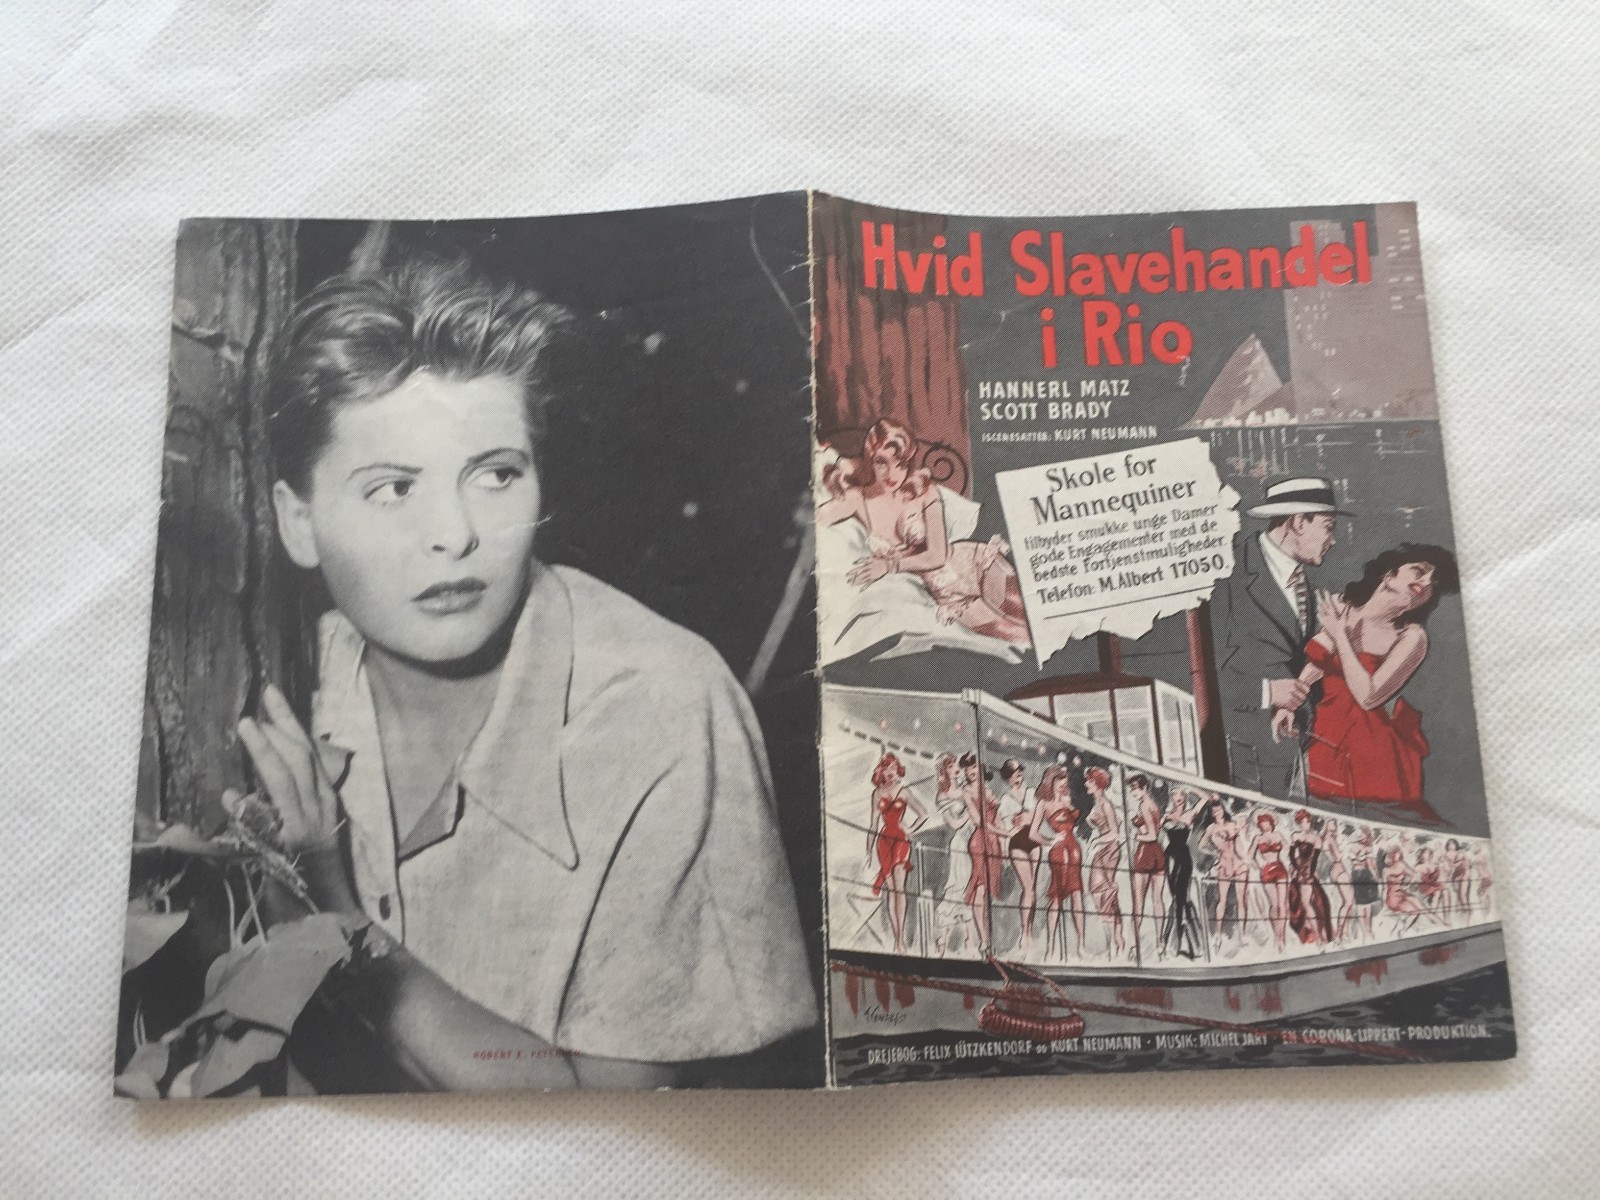 Hvid Slavehandel
i Rio
HANNERL MATZ
SCOTT BRADY
ISCENESÆTTER: KURT NEUMANN
Skole for
Mannequiner
tilbyder smukke unge Damer
gode Engagementer med de
bedste Fortjenstmuligheder.
Telefon: M. Albert 17050.
DREJEBOG: FELIX LÜTZKENDORF OG KURT NEUMANN · MUSIK: MICHEL JARY · EN CORONA-LIPPERT-PRODUKTION.
ROBERT E.